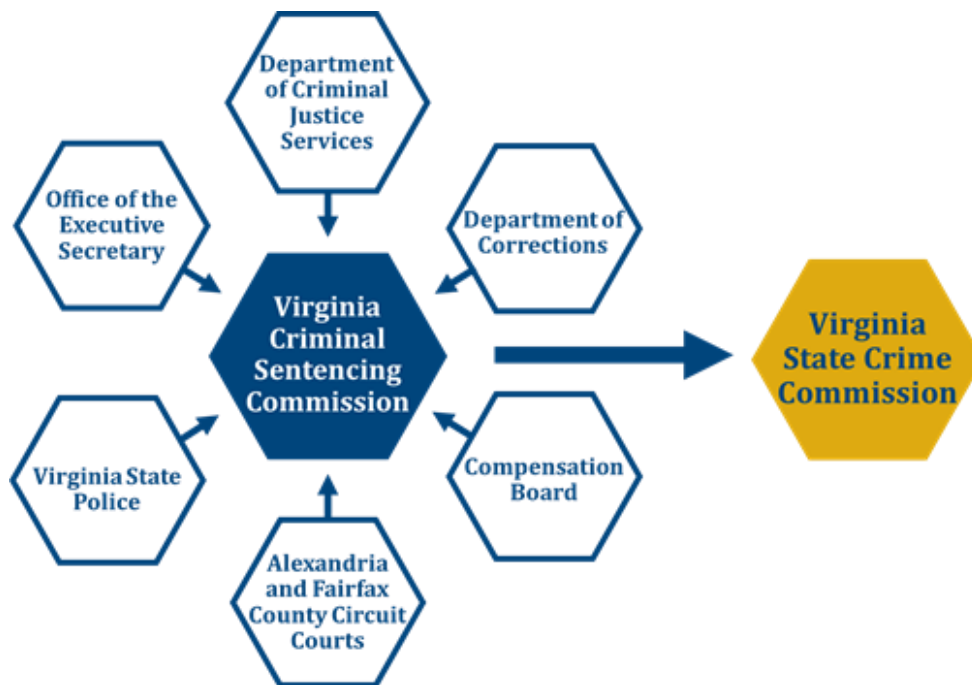 Department
of Criminal
Justice
Services
Office of the
Executive
Secretary
Department of
Corrections
Virginia
Criminal
Sentencing
Commission
Virginia
State Crime
Commission
Virginia State
Police
Compensation
Board
Alexandria
and Fairfax
County Circuit
Courts